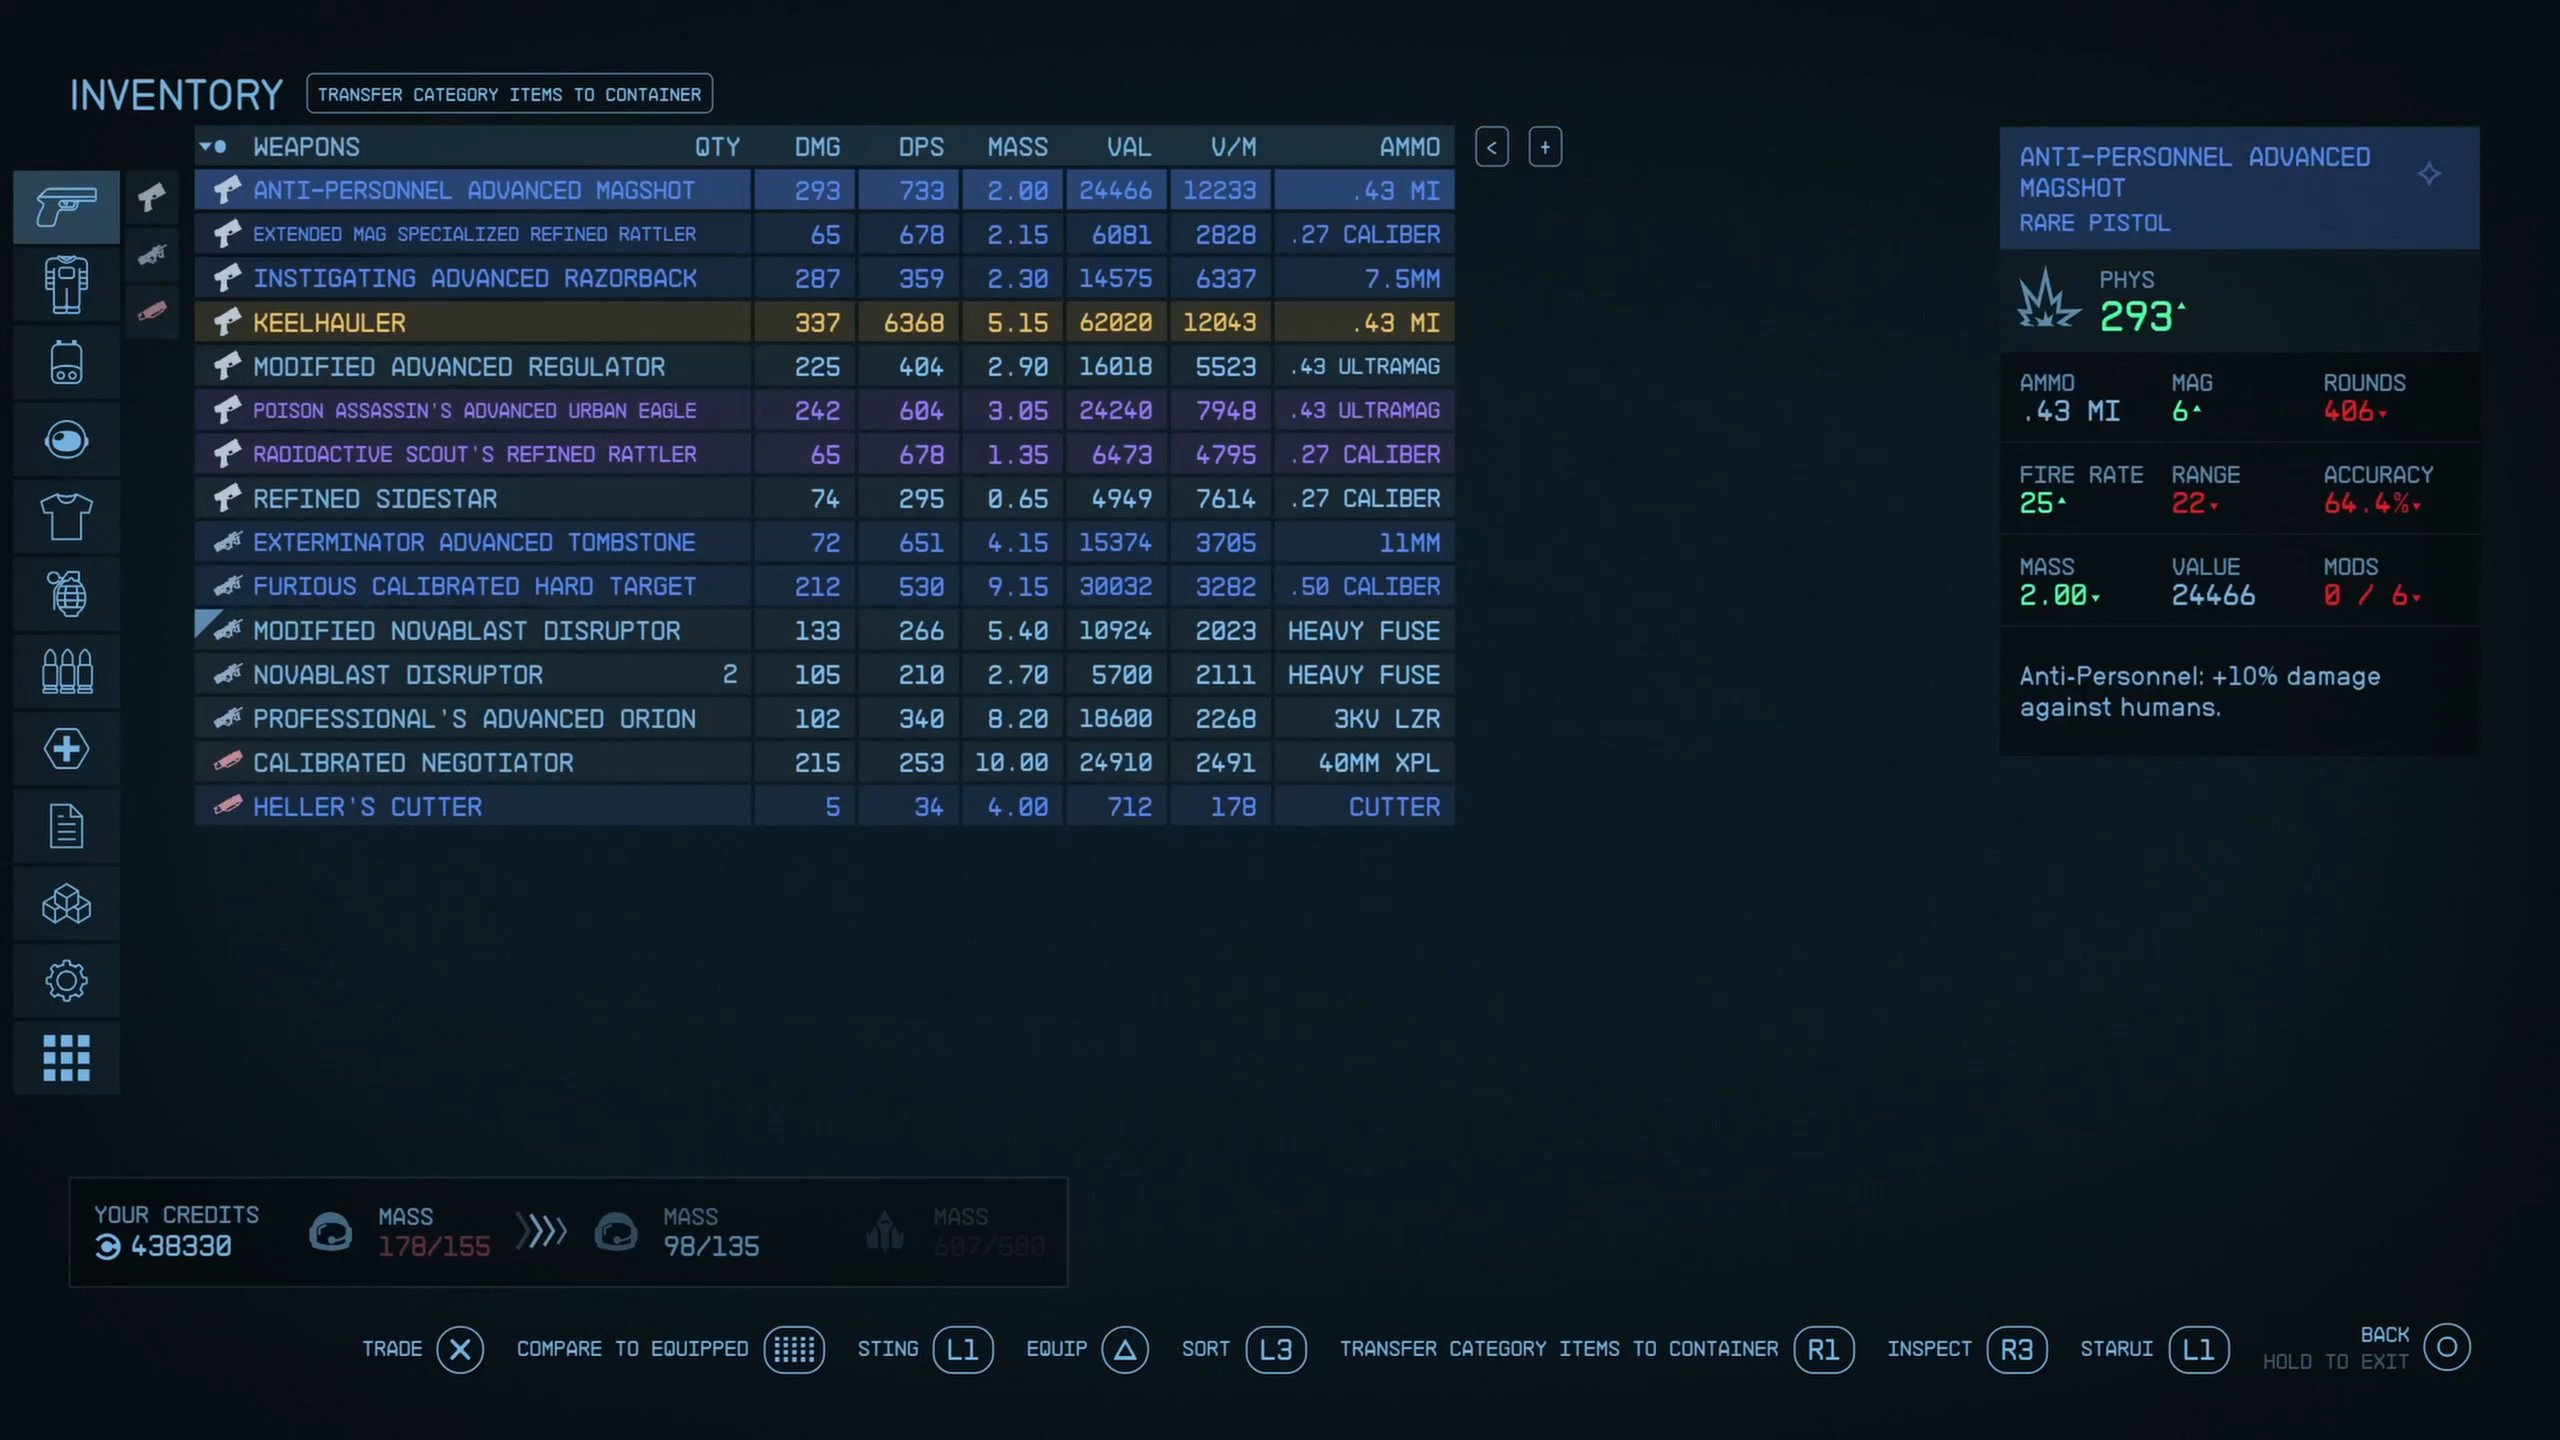 INVENTORY TRANSFER CATEGORY ITEMS TO CONTAINER
WEAPONS QTY DMG DPS MASS VAL V/M AMMO < +
ANTI-PERSONNEL ADVANCED MAGSHOT 293 733 2.00 24466 12233 .43 MI
EXTENDED MAG SPECIALIZED REFINED RATTLER 65 678 2.15 6081 2828 .27 CALIBER
INSTIGATING ADVANCED RAZORBACK 287 359 2.30 14575 6337 7.5MM
KEELHAULER 337 6368 5.15 62020 12043 .43 MI
MODIFIED ADVANCED REGULATOR 225 404 2.90 16018 5523 .43 ULTRAMAG
POISON ASSASSIN'S ADVANCED URBAN EAGLE 242 604 3.05 24240 7948 .43 ULTRAMAG
RADIOACTIVE SCOUT'S REFINED RATTLER 65 678 1.35 6473 4795 .27 CALIBER
REFINED SIDESTAR 74 295 0.65 4949 7614 .27 CALIBER
EXTERMINATOR ADVANCED TOMBSTONE 72 651 4.15 15374 3705 11MM
FURIOUS CALIBRATED HARD TARGET 212 530 9.15 30032 3282 .50 CALIBER
MODIFIED NOVABLAST DISRUPTOR 133 266 5.40 10924 2023 HEAVY FUSE
NOVABLAST DISRUPTOR 2 105 210 2.70 5700 2111 HEAVY FUSE
PROFESSIONAL'S ADVANCED ORION 102 340 8.20 18600 2268 3KV LZR
CALIBRATED NEGOTIATOR 215 253 10.00 24910 2491 40MM XPL
HELLER'S CUTTER 5 34 4.00 712 178 CUTTER
ANTI-PERSONNEL ADVANCED
MAGSHOT
RARE PISTOL
PHYS
293
AMMO MAG ROUNDS
.43 MI 6 406
FIRE RATE RANGE ACCURACY
25 22 64.4%
MASS VALUE MODS
2.00 24466 0 / 6
Anti-Personnel: +10% damage
against humans.
YOUR CREDITS MASS MASS MASS
438330 178/155 98/135 607/580
TRADE X COMPARE TO EQUIPPED STING L1 EQUIP SORT L3 TRANSFER CATEGORY ITEMS TO CONTAINER R1 INSPECT R3 STARUI L1 BACK
HOLD TO EXIT